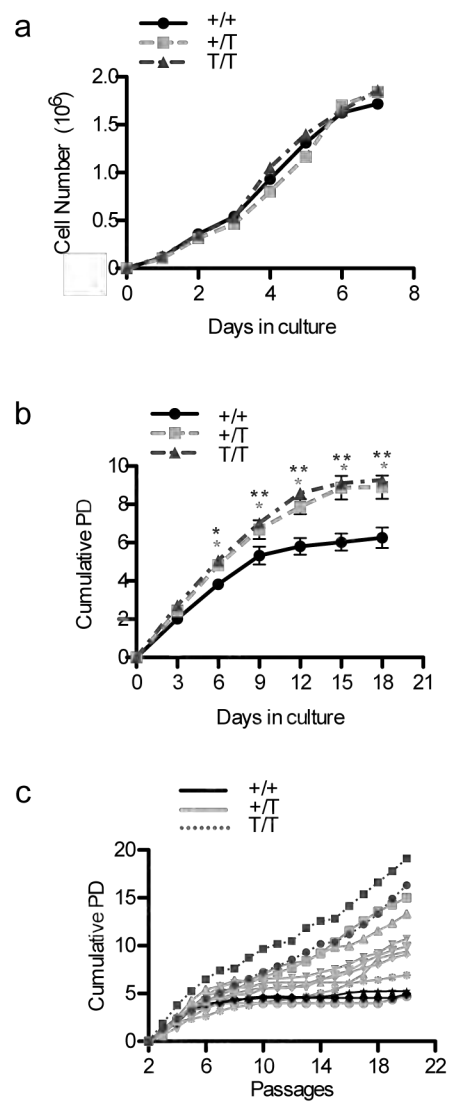 a
+/+
+/T
T/T
Cell Number (10⁶)
2.0
1.5
1.0
0.5
0
0 2 4 6 8
Days in culture
b
+/+
+/T
T/T
Cumulative PD
10
8
6
4
2
0
* ** ** ** **
* * * * *
0 3 6 9 12 15 18 21
Days in culture
c
+/+
+/T
T/T
Cumulative PD
20
15
10
5
0
2 6 10 14 18 22
Passages